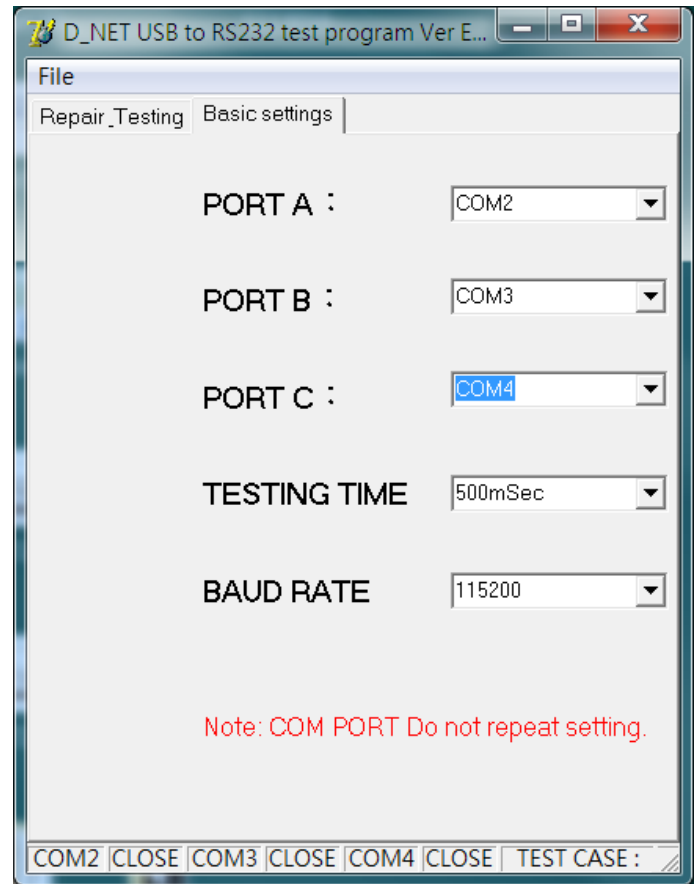 D_NET USB to RS232 test program Ver E...
File
Repair_Testing Basic settings
PORT A : COM2
PORT B : COM3
PORT C : COM4
TESTING TIME 500mSec
BAUD RATE 115200
Note: COM PORT Do not repeat setting.
COM2 CLOSE COM3 CLOSE COM4 CLOSE TEST CASE :